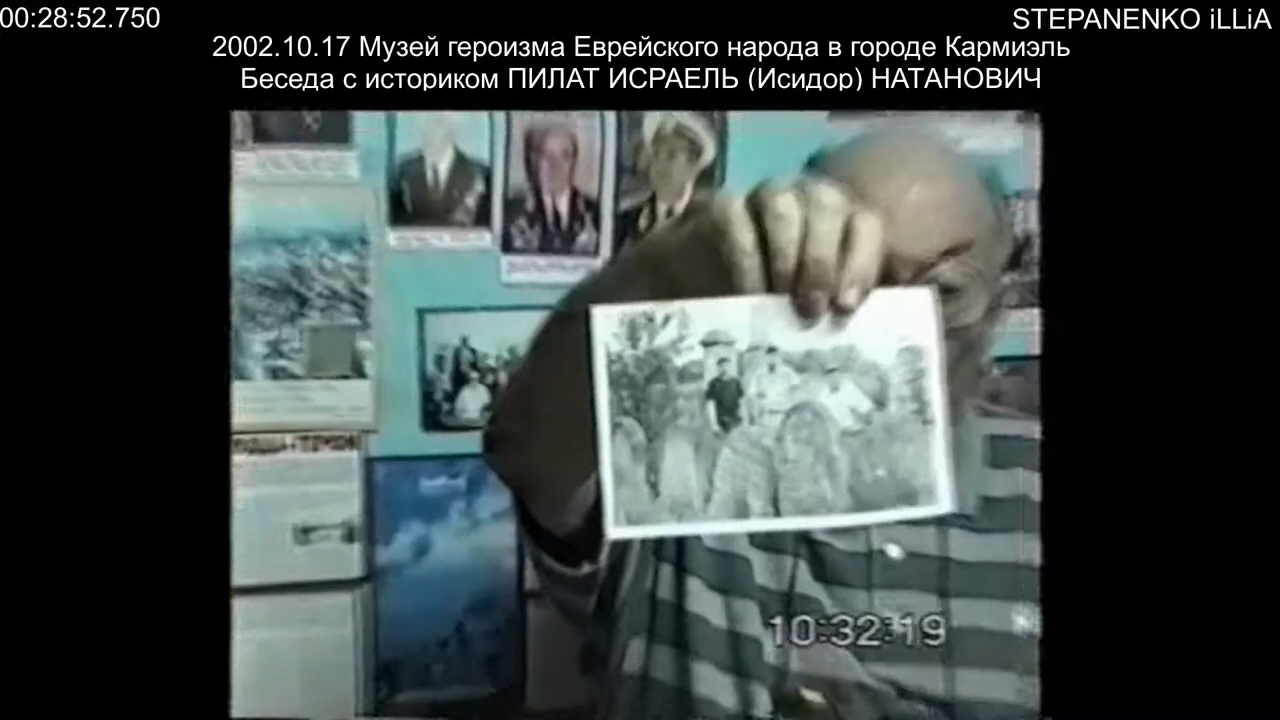 00:28:52.750
STEPANENKO iLLiA
2002.10.17 Музей героизма Еврейского народа в городе Кармиэль
Беседа с историком ПИЛАТ ИСРАЕЛЬ (Исидор) НАТАНОВИЧ
10:32:19